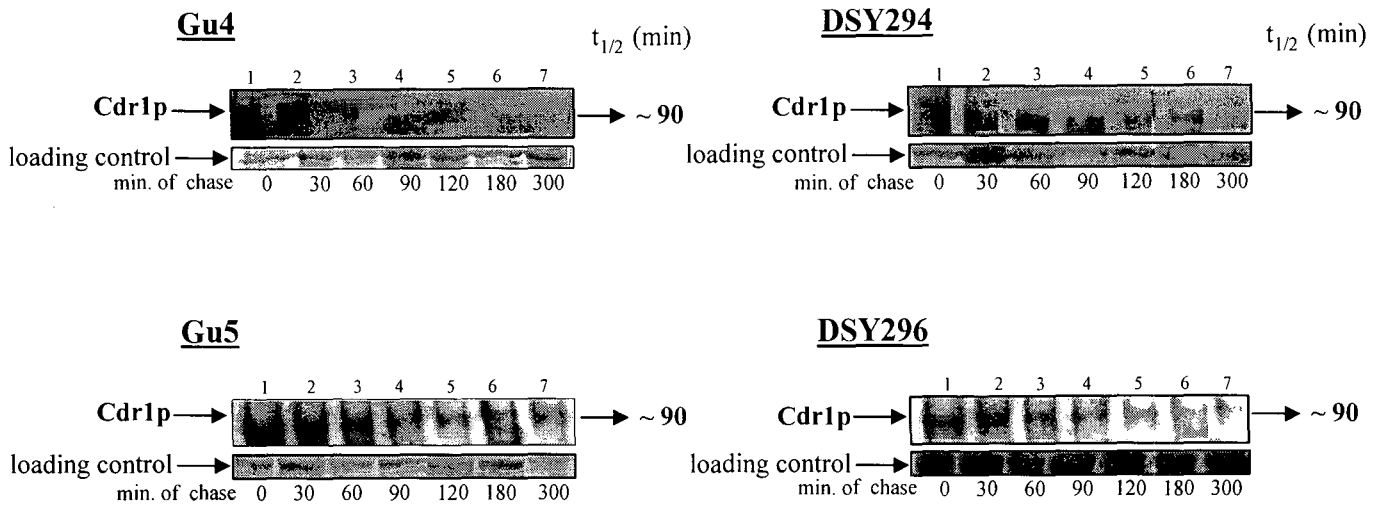 Gu4
t1/2 (min)
1 2 3 4 5 6 7
Cdr1p
~ 90
loading control
min. of chase 0 30 60 90 120 180 300
DSY294
t1/2 (min)
1 2 3 4 5 6 7
Cdr1p
~ 90
loading control
min. of chase 0 30 60 90 120 180 300
Gu5
1 2 3 4 5 6 7
Cdr1p
~ 90
loading control
min. of chase 0 30 60 90 120 180 300
DSY296
1 2 3 4 5 6 7
Cdr1p
~ 90
loading control
min. of chase 0 30 60 90 120 180 300